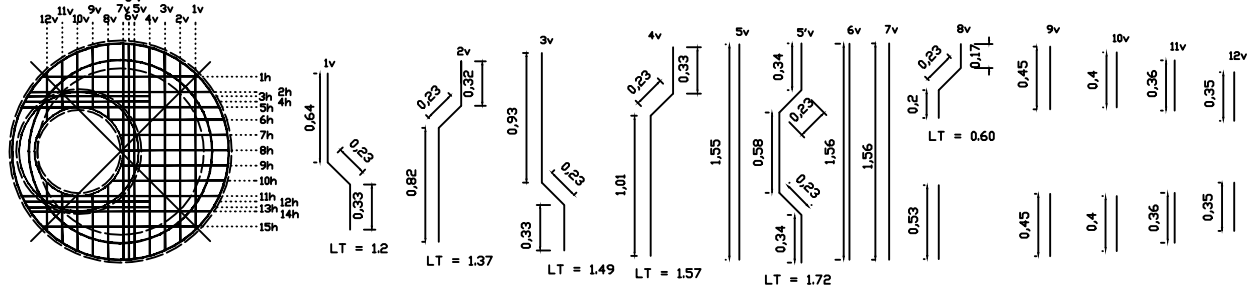 12v 11v 10v 9v 8v 7v 6v 5v 4v 3v 2v 1v
1h
2h
3h
4h
5h
6h
7h
8h
9h
10h
11h
12h
13h
14h
15h
1v
0,64
0,23
0,33
LT = 1.2
2v
0,32
0,23
0,82
LT = 1.37
3v
0,93
0,23
0,33
LT = 1.49
4v
0,33
0,23
1,01
LT = 1.57
5v
1,55
5'v
0,34
0,23
0,58
0,23
0,34
LT = 1.72
6v
1,56
7v
1,56
8v
0,17
0,23
0,2
LT = 0.60
0,53
9v
0,45
0,45
10v
0,4
0,4
11v
0,36
0,36
12v
0,35
0,35